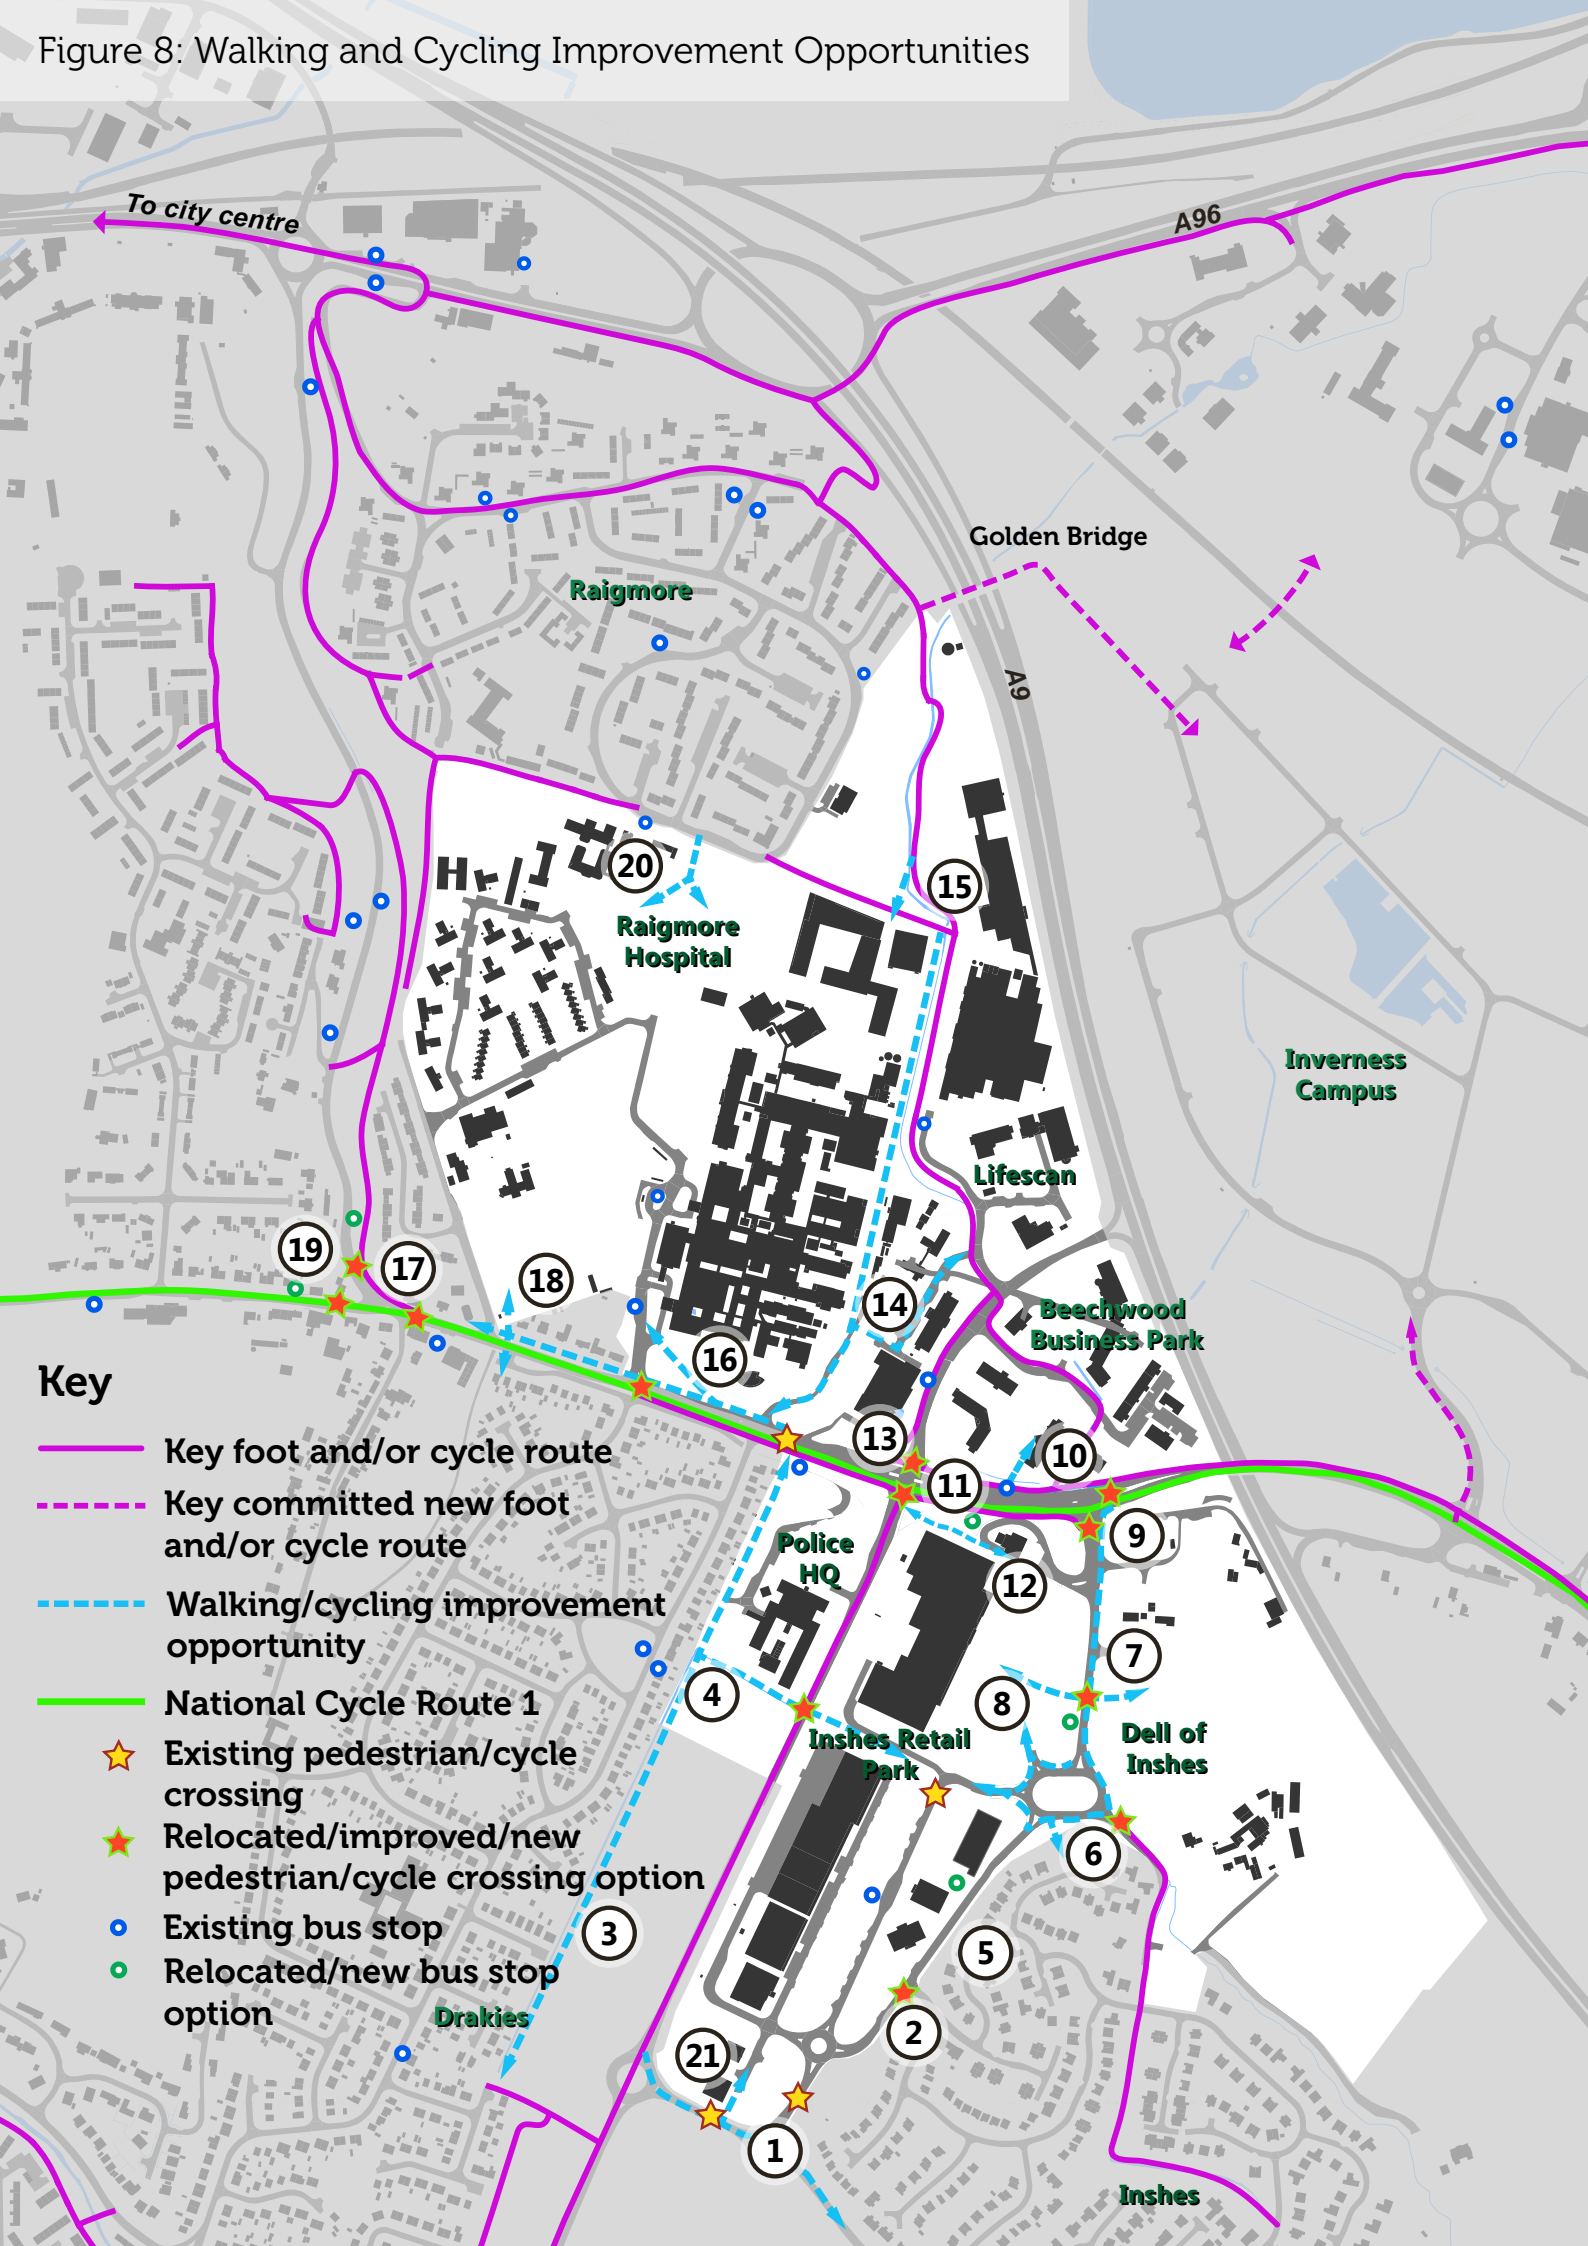 Figure 8: Walking and Cycling Improvement Opportunities
To city centre
A96
Golden Bridge
Raigmore
A9
H
20
15
Raigmore
Hospital
Inverness
Campus
Lifescan
19
17
18
14
Beechwood
Business Park
16
13
10
11
9
Police
HQ
12
7
4
8
Inshes Retail
Park
Dell of
Inshes
6
3
5
2
Drakies
21
1
Inshes
Key
Key foot and/or cycle route
Key committed new foot
and/or cycle route
Walking/cycling improvement
opportunity
National Cycle Route 1
Existing pedestrian/cycle
crossing
Relocated/improved/new
pedestrian/cycle crossing option
Existing bus stop
Relocated/new bus stop
option